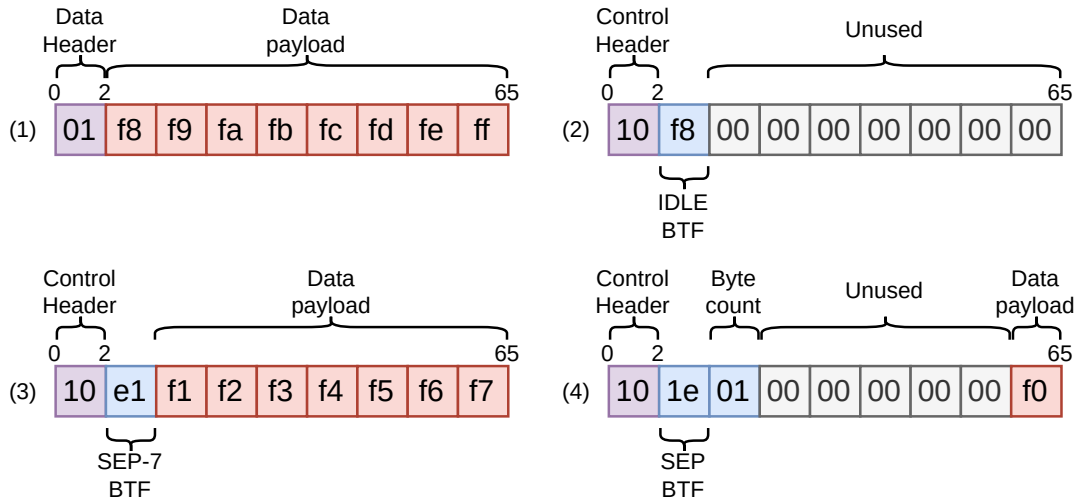 Data
Header
Data
payload
0 2 65
(1) 01 f8 f9 fa fb fc fd fe ff
Control
Header
Unused
0 2 65
(2) 10 f8 00 00 00 00 00 00 00
IDLE
BTF
Control
Header
Data
payload
0 2 65
(3) 10 e1 f1 f2 f3 f4 f5 f6 f7
SEP-7
BTF
Control
Header
Byte
count
Unused
Data
payload
0 2 65
(4) 10 1e 01 00 00 00 00 00 f0
SEP
BTF